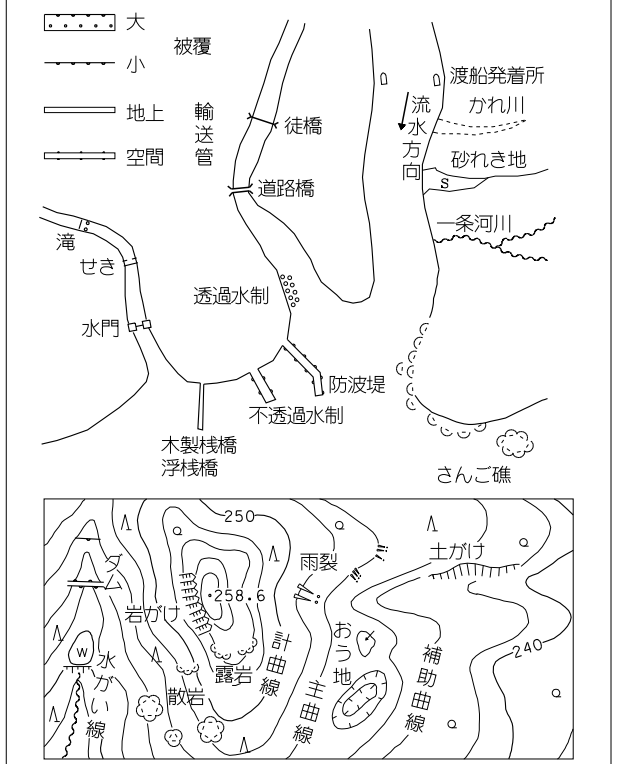 大
小
被覆
地上
空間
輸送管
徒橋
道路橋
渡船発着所
かれ川
流水方向
砂れき地
s
一条河川
滝
せき
水門
透過水制
防波堤
不透過水制
木製桟橋
浮桟橋
さんご礁
250
雨裂
土がけ
ダム
岩がけ
258.6
計曲線
おう地
補助曲線
240
W
水がい線
露岩
散岩
主曲線